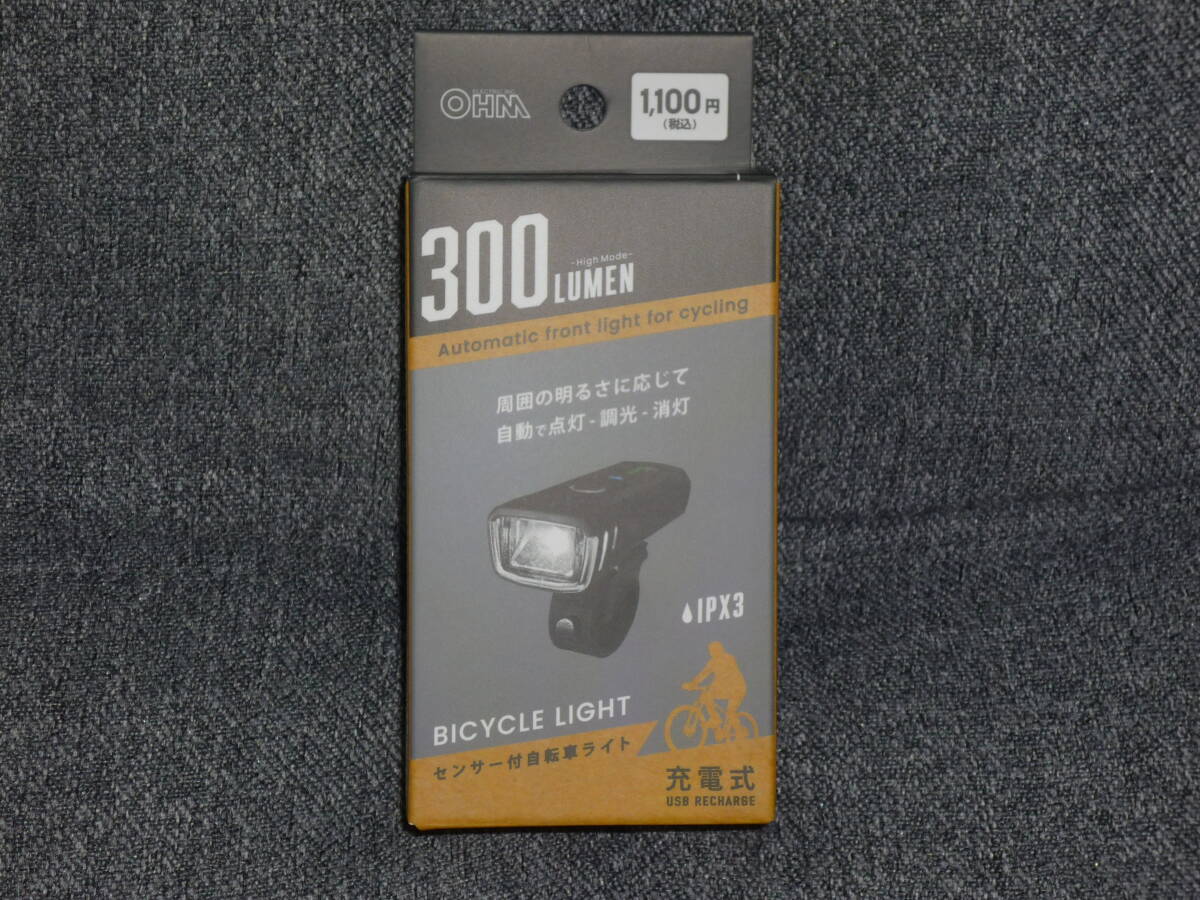 ELECTRIC INC.
OHM
1,100円
(税込)
300
-High Mode-
LUMEN
Automatic front light for cycling
周囲の明るさに応じて
自動で点灯-調光-消灯
IPX3
BICYCLE LIGHT
センサー付自転車ライト
充電式
USB RECHARGE